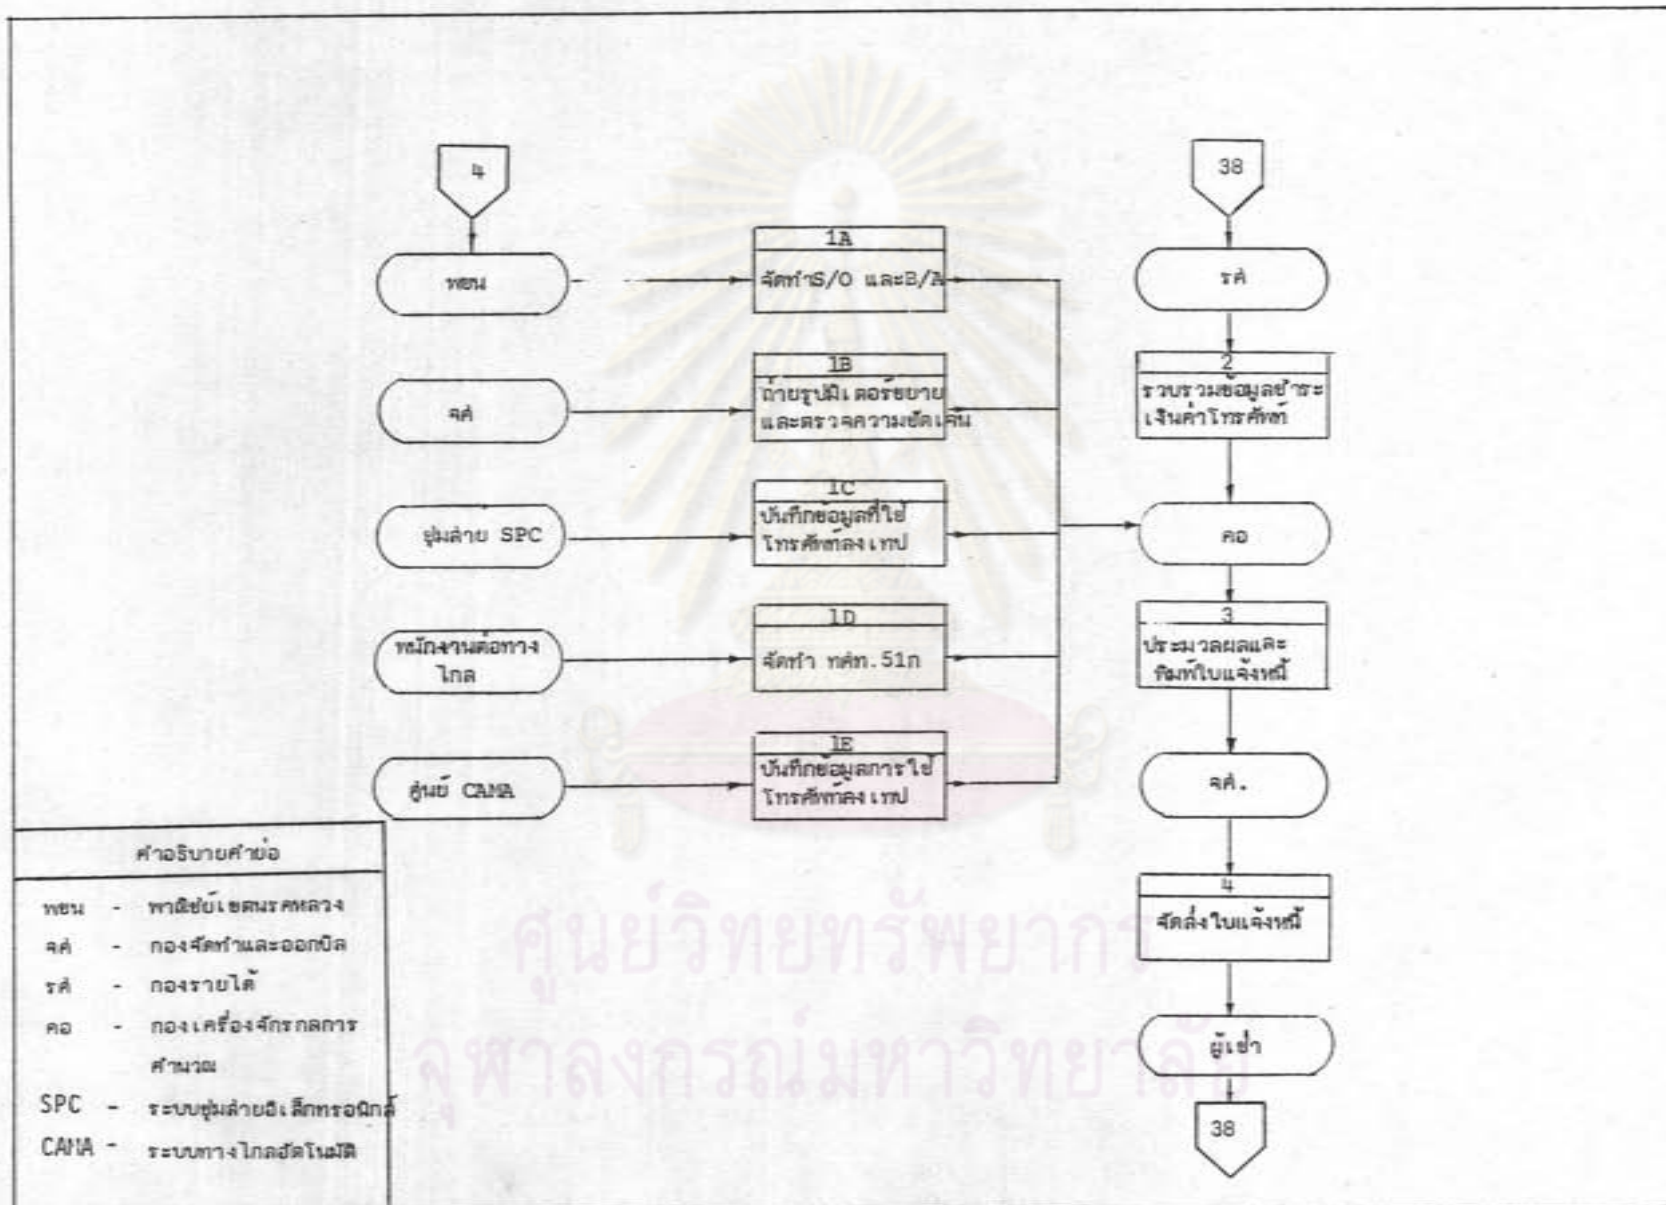 4
พยน
1A
จัดทำS/O และB/A
จค่
1B
ถ่ายรูปมิเตอร์ขยาย
และตรวจความชัดเจน
ชุมสาย SPC
1C
บันทึกข้อมูลที่ใช้
โทรศัพท์ลงเทป
พนักงานต่อทาง
ไกล
1D
จัดทำ ทศท.51ก
ศูนย์ CAMA
1E
บันทึกข้อมูลการใช้
โทรศัพท์ลงเทป
38
รค่
2
รวบรวมข้อมูลชำระ
เงินค่าโทรศัพท์
คอ
3
ประมวลผลและ
พิมพ์ใบแจ้งหนี้
จค่.
4
จัดส่งใบแจ้งหนี้
ผู้เช่า
38
คำอธิบายคำย่อ
พยน - พาณิชย์เขตนครหลวง
จค่ - กองจัดทำและออกบิล
รค่ - กองรายได้
คอ - กองเครื่องจักรกลการ
คำนวณ
SPC - ระบบชุมสายอิเล็กทรอนิกส์
CAMA - ระบบทางไกลอัตโนมัติ
ศูนย์วิทยทรัพยากร
จุฬาลงกรณ์มหาวิทยาลัย